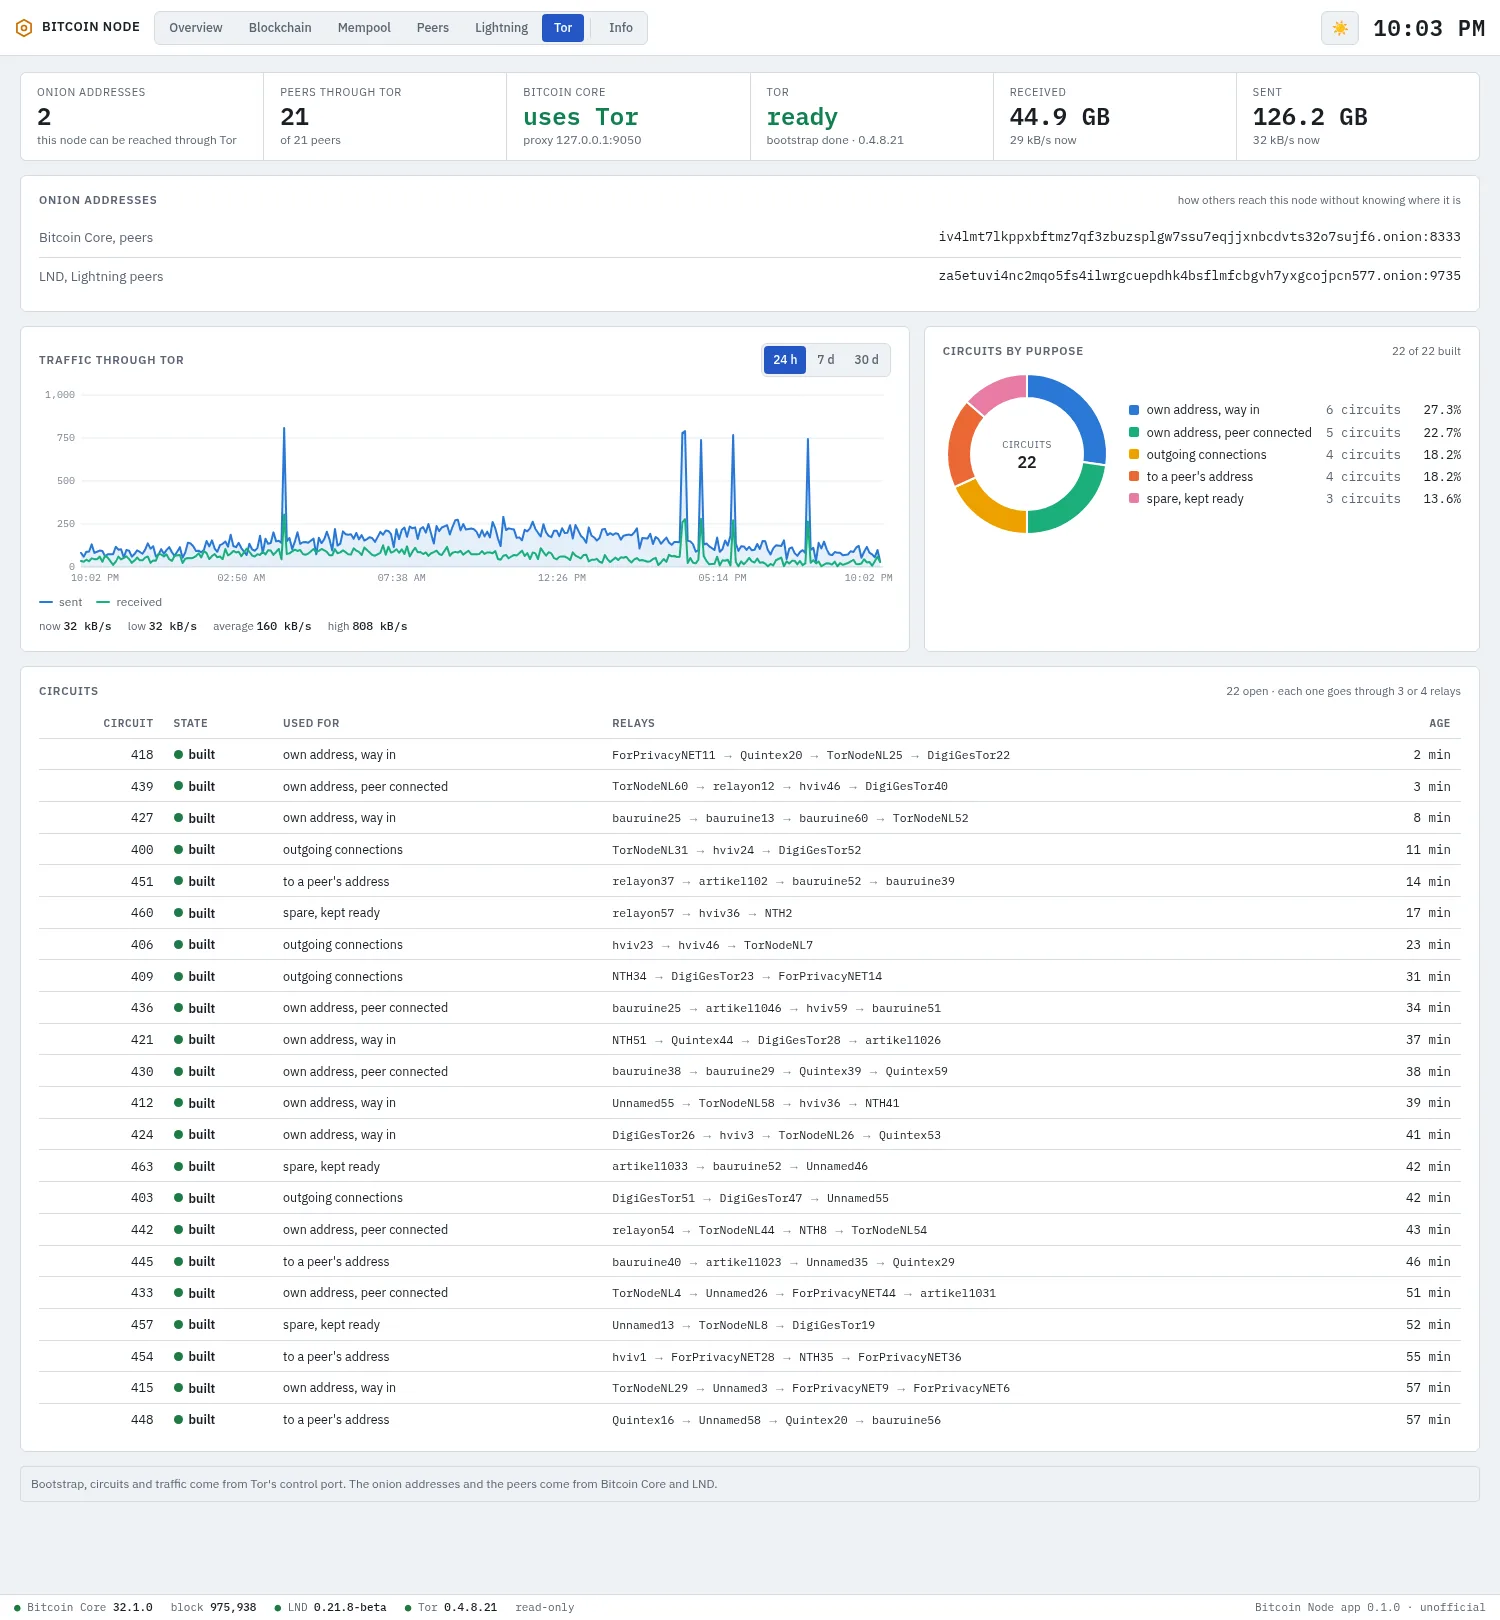 BITCOIN NODE Overview Blockchain Mempool Peers Lightning Tor Info 10:03 PM
ONION ADDRESSES PEERS THROUGH TOR BITCOIN CORE TOR RECEIVED SENT
2 21 uses Tor ready 44.9 GB 126.2 GB
this node can be reached through Tor of 21 peers proxy 127.0.0.1:9050 bootstrap done · 0.4.8.21 29 kB/s now 32 kB/s now
ONION ADDRESSES how others reach this node without knowing where it is
Bitcoin Core, peers iv4lmt7lkppxbftmz7qf3zbuzsplgw7ssu7eqjjxnbcdvts32o7sujf6.onion:8333
LND, Lightning peers za5etuvi4nc2mqo5fs4ilwrgcuepdhk4bsflmfcbgvh7yxgcojpcn577.onion:9735
TRAFFIC THROUGH TOR 24 h 7 d 30 d
1,000
750
500
250
0
10:02 PM 02:50 AM 07:38 AM 12:26 PM 05:14 PM 10:02 PM
sent received
now 32 kB/s low 32 kB/s average 160 kB/s high 808 kB/s
CIRCUITS BY PURPOSE 22 of 22 built
CIRCUITS
22
own address, way in 6 circuits 27.3%
own address, peer connected 5 circuits 22.7%
outgoing connections 4 circuits 18.2%
to a peer's address 4 circuits 18.2%
spare, kept ready 3 circuits 13.6%
CIRCUITS 22 open · each one goes through 3 or 4 relays
CIRCUIT STATE USED FOR RELAYS AGE
418 built own address, way in ForPrivacyNET11 → Quintex20 → TorNodeNL25 → DigiGesTor22 2 min
439 built own address, peer connected TorNodeNL60 → relayon12 → hviv46 → DigiGesTor40 3 min
427 built own address, way in bauruine25 → bauruine13 → bauruine60 → TorNodeNL52 8 min
400 built outgoing connections TorNodeNL31 → hviv24 → DigiGesTor52 11 min
451 built to a peer's address relayon37 → artikel102 → bauruine52 → bauruine39 14 min
460 built spare, kept ready relayon57 → hviv36 → NTH2 17 min
406 built outgoing connections hviv23 → hviv46 → TorNodeNL7 23 min
409 built outgoing connections NTH34 → DigiGesTor23 → ForPrivacyNET14 31 min
436 built own address, peer connected bauruine25 → artikel1046 → hviv59 → bauruine51 34 min
421 built own address, way in NTH51 → Quintex44 → DigiGesTor28 → artikel1026 37 min
430 built own address, peer connected bauruine38 → bauruine29 → Quintex39 → Quintex59 38 min
412 built own address, way in Unnamed55 → TorNodeNL58 → hviv36 → NTH41 39 min
424 built own address, way in DigiGesTor26 → hviv3 → TorNodeNL26 → Quintex53 41 min
463 built spare, kept ready artikel1033 → bauruine52 → Unnamed46 42 min
403 built outgoing connections DigiGesTor51 → DigiGesTor47 → Unnamed55 42 min
442 built own address, peer connected relayon54 → TorNodeNL44 → NTH8 → TorNodeNL54 43 min
445 built to a peer's address bauruine40 → artikel1023 → Unnamed35 → Quintex29 46 min
433 built own address, peer connected TorNodeNL4 → Unnamed26 → ForPrivacyNET44 → artikel1031 51 min
457 built spare, kept ready Unnamed13 → TorNodeNL8 → DigiGesTor19 52 min
454 built to a peer's address hviv1 → ForPrivacyNET28 → NTH35 → ForPrivacyNET36 55 min
415 built own address, way in TorNodeNL29 → Unnamed3 → ForPrivacyNET9 → ForPrivacyNET6 57 min
448 built to a peer's address Quintex16 → Unnamed58 → Quintex20 → bauruine56 57 min
Bootstrap, circuits and traffic come from Tor's control port. The onion addresses and the peers come from Bitcoin Core and LND.
Bitcoin Core 32.1.0 block 975,938 LND 0.21.8-beta Tor 0.4.8.21 read-only Bitcoin Node app 0.1.0 · unofficial